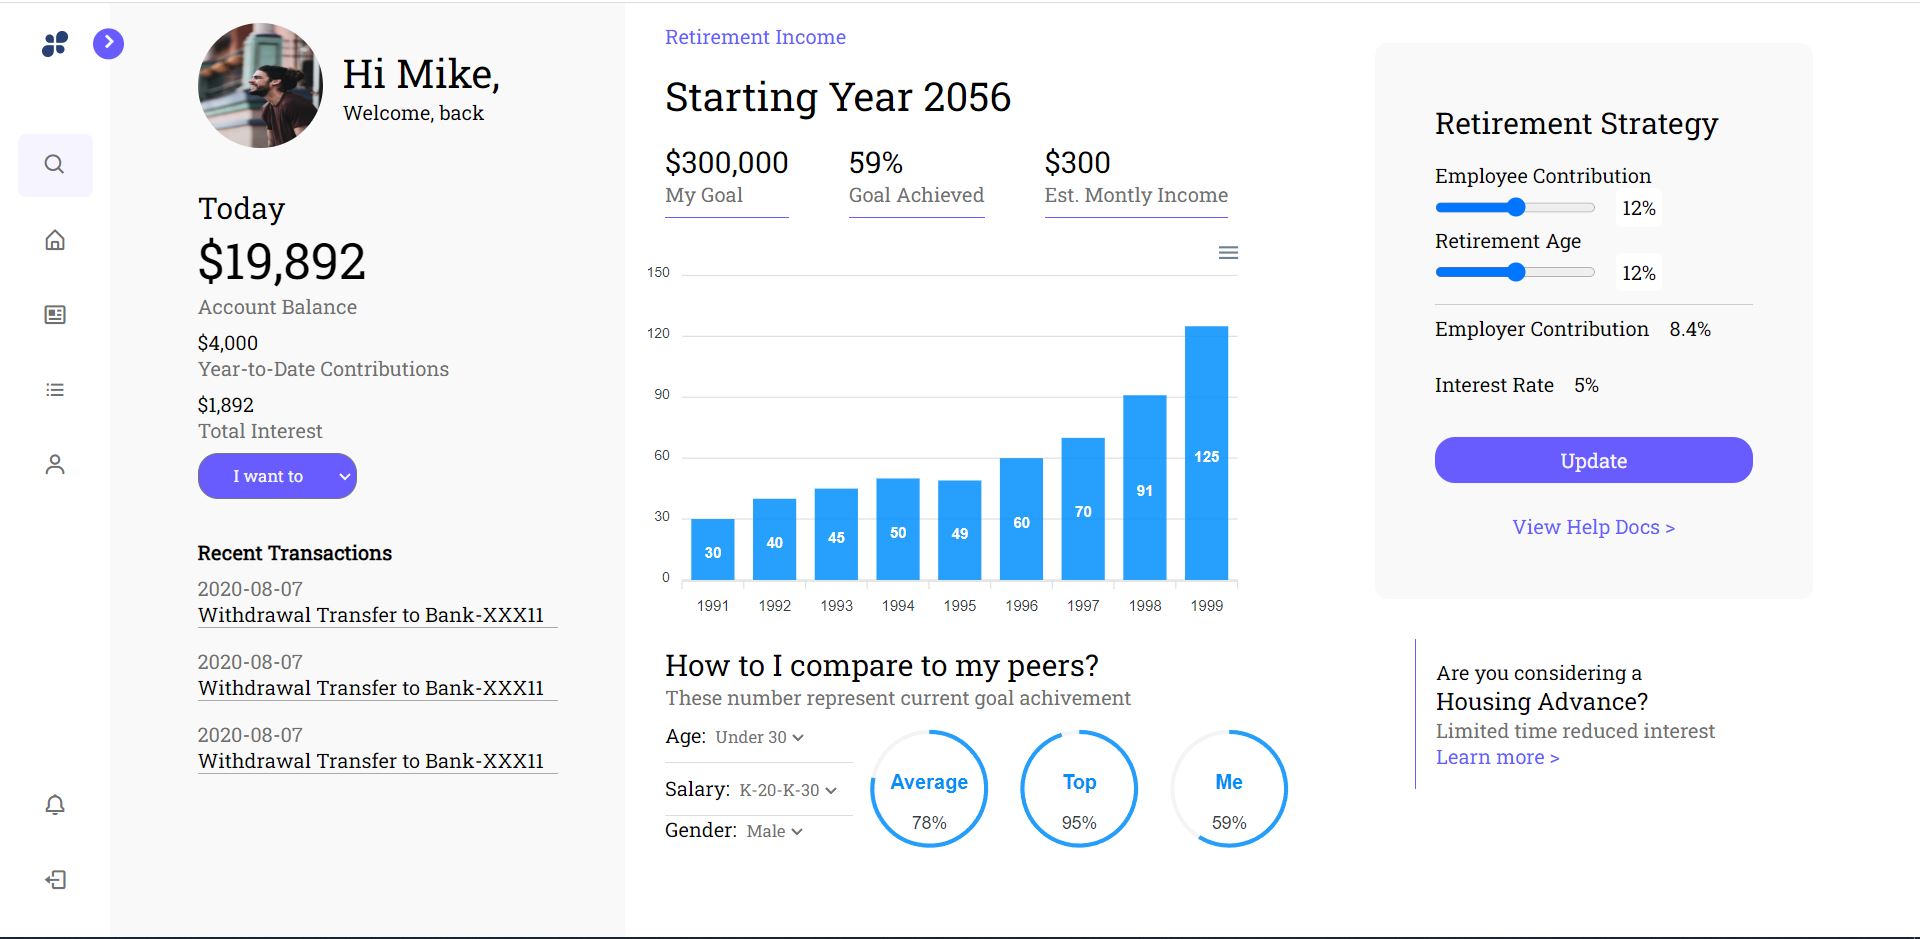 Hi Mike,
Welcome, back
Today
$19,892
Account Balance
$4,000
Year-to-Date Contributions
$1,892
Total Interest
I want to
Recent Transactions
2020-08-07
Withdrawal Transfer to Bank-XXX11
2020-08-07
Withdrawal Transfer to Bank-XXX11
2020-08-07
Withdrawal Transfer to Bank-XXX11
Retirement Income
Starting Year 2056
$300,000
My Goal
59%
Goal Achieved
$300
Est. Montly Income
150
120
90
60
30
0
30
40
45
50
49
60
70
91
125
1991 1992 1993 1994 1995 1996 1997 1998 1999
How to I compare to my peers?
These number represent current goal achivement
Age: Under 30
Salary: K-20-K-30
Gender: Male
Average
78%
Top
95%
Me
59%
Retirement Strategy
Employee Contribution
12%
Retirement Age
12%
Employer Contribution 8.4%
Interest Rate 5%
Update
View Help Docs >
Are you considering a
Housing Advance?
Limited time reduced interest
Learn more >